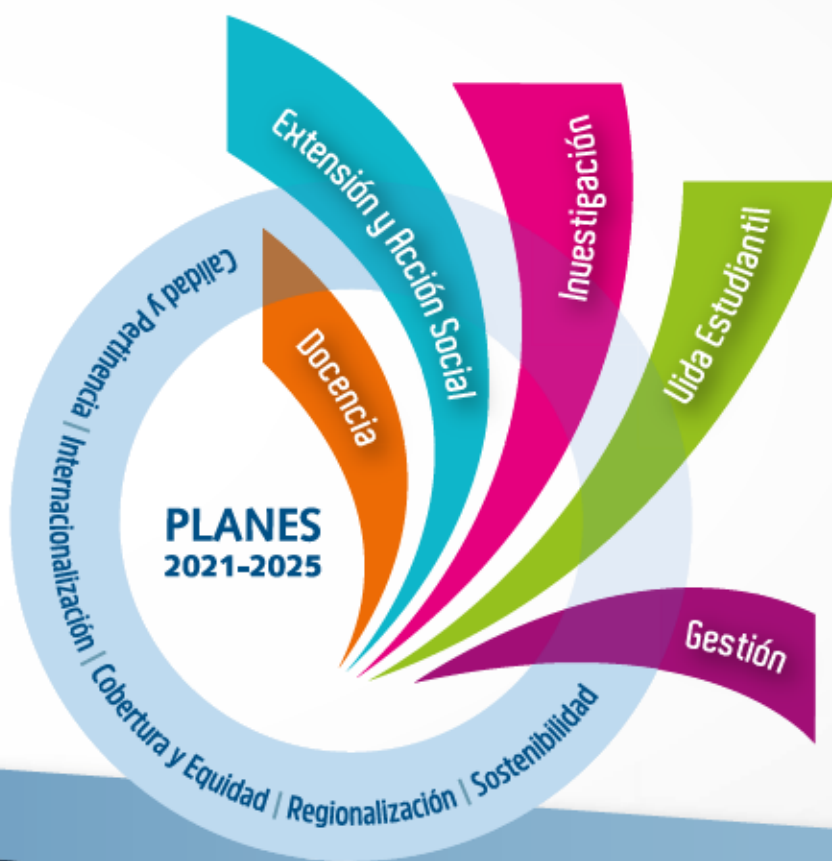 Extensión y Acción Social
Investigación
Vida Estudiantil
Docencia
Gestión
PLANES
2021-2025
Calidad y Pertinencia | Internacionalización | Cobertura y Equidad | Regionalización | Sostenibilidad